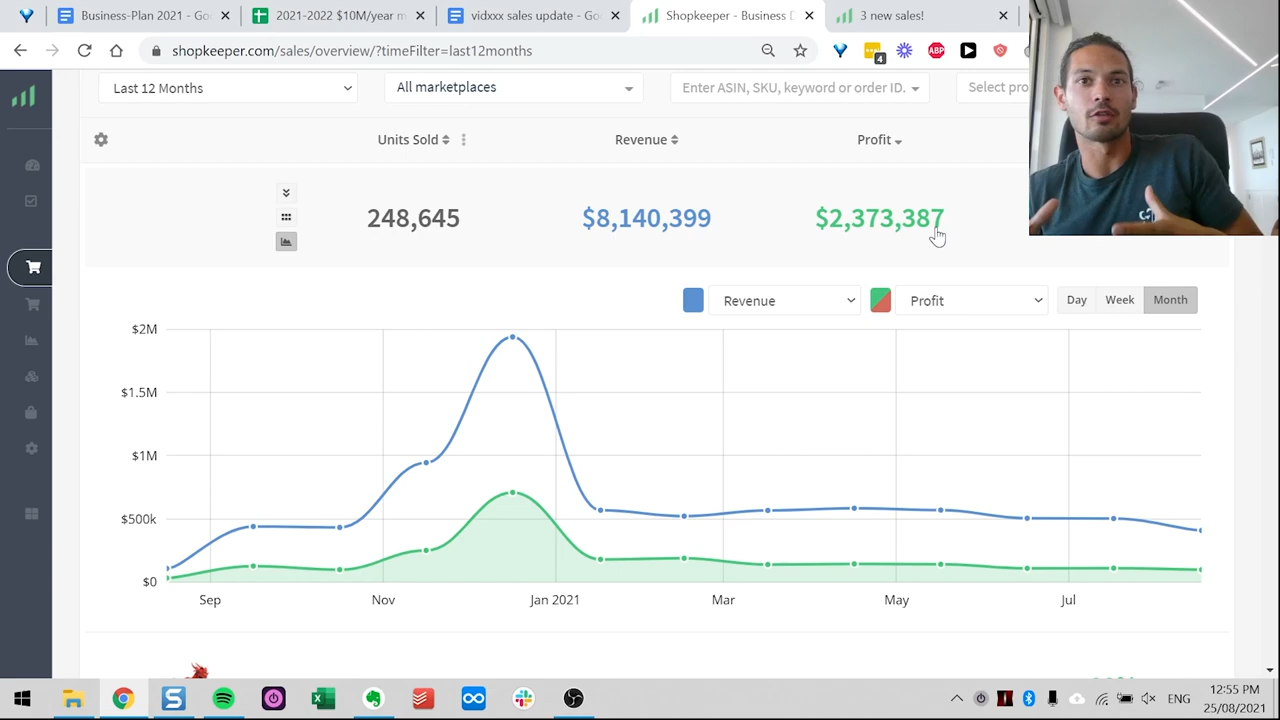 Business-Plan 2021 - Go
2021-2022 $10M/year m
vidxxx sales update - Go
Shopkeeper - Business D
3 new sales!
shopkeeper.com/sales/overview/?timeFilter=last12months
4
ABP
Last 12 Months
All marketplaces
Enter ASIN, SKU, keyword or order ID.
Select pro
Units Sold
Revenue
Profit
248,645
$8,140,399
$2,373,387
Revenue
Profit
Day
Week
Month
$2M
$1.5M
$1M
$500k
$0
Sep
Nov
Jan 2021
Mar
May
Jul
ENG
12:55 PM
25/08/2021